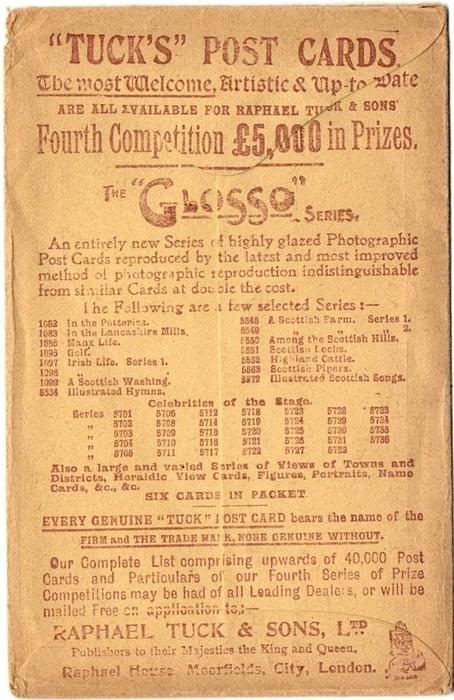 "TUCK'S" POST CARDS.
The most Welcome, Artistic & Up-to Date
ARE ALL AVAILABLE FOR RAPHAEL TUCK & SONS'
Fourth Competition £5,000 in Prizes.
THE "GLOSSO" SERIES.
An entirely new Series of highly glazed Photographic
Post Cards reproduced by the latest and most improved
method of photographic reproduction indistinguishable
from similar Cards at double the cost.
The Following are a few selected Series:—
1082 In the Potteries.
1083 In the Lancashire Mills.
1088 Manx Life.
1095 Golf.
1097 Irish Life. Series 1.
1098 "
1099 A Scottish Washing.
5534 Illustrated Hymns.
5548 A Scottish Farm. Series 1.
5549 " " " 2.
5550 Among the Scottish Hills.
5551 Scottish Lochs.
5552 Highland Cattle.
5563 Scottish Pipers.
5572 Illustrated Scottish Songs.
Celebrities of the Stage.
Series 5701 5706 5712 5718 5723 5728 5733
" 5702 5708 5714 5719 5724 5729 5734
" 5703 5709 5715 5720 5725 5730 5735
" 5704 5710 5716 5721 5726 5731 5736
" 5705 5711 5717 5722 5727 5732
Also a large and varied Series of Views of Towns and
Districts, Heraldic View Cards, Figures, Portraits, Name
Cards, &c., &c.
SIX CARDS IN PACKET.
EVERY GENUINE "TUCK" POST CARD bears the name of the
FIRM and THE TRADE MARK, NONE GENUINE WITHOUT.
Our Complete List comprising upwards of 40,000 Post
Cards and Particulars of our Fourth Series of Prize
Competitions may be had of all Leading Dealers, or will be
mailed Free on application to:—
RAPHAEL TUCK & SONS, LTD
Publishers to their Majesties the King and Queen.
Raphael House Moorfields, City, London.